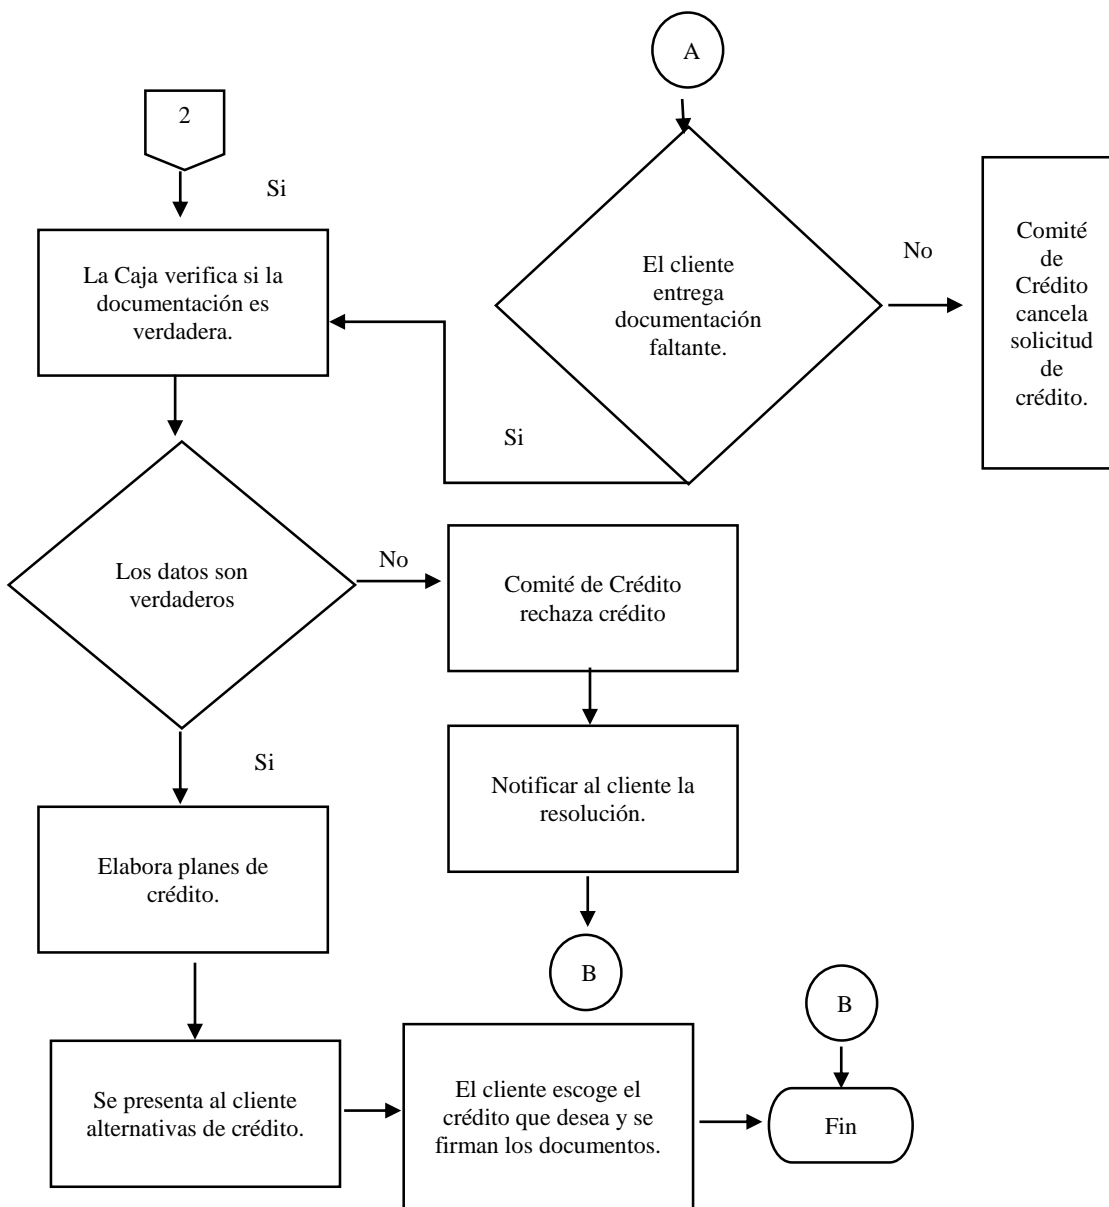 A
2
Si
La Caja verifica si la
documentación es
verdadera.
El cliente
entrega
documentación
faltante.
No
Comité
de
Crédito
cancela
solicitud
de
crédito.
Si
Los datos son
verdaderos
No
Comité de Crédito
rechaza crédito
Si
Notificar al cliente la
resolución.
Elabora planes de
crédito.
B
B
Se presenta al cliente
alternativas de crédito.
El cliente escoge el
crédito que desea y se
firman los documentos.
Fin